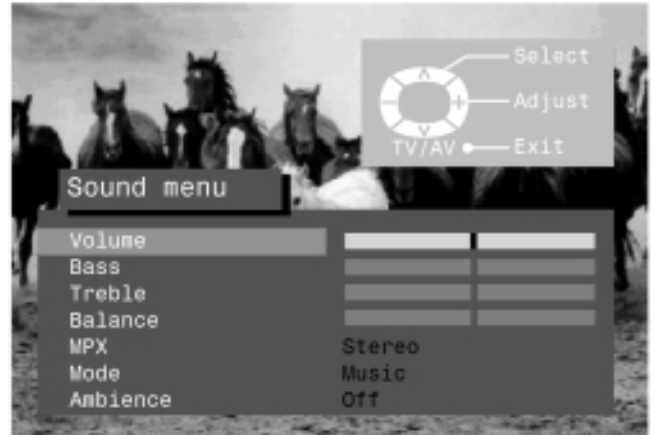 Select
Adjust
TV/AV Exit
Sound menu
Volume
Bass
Treble
Balance
MPX Stereo
Mode Music
Ambience Off